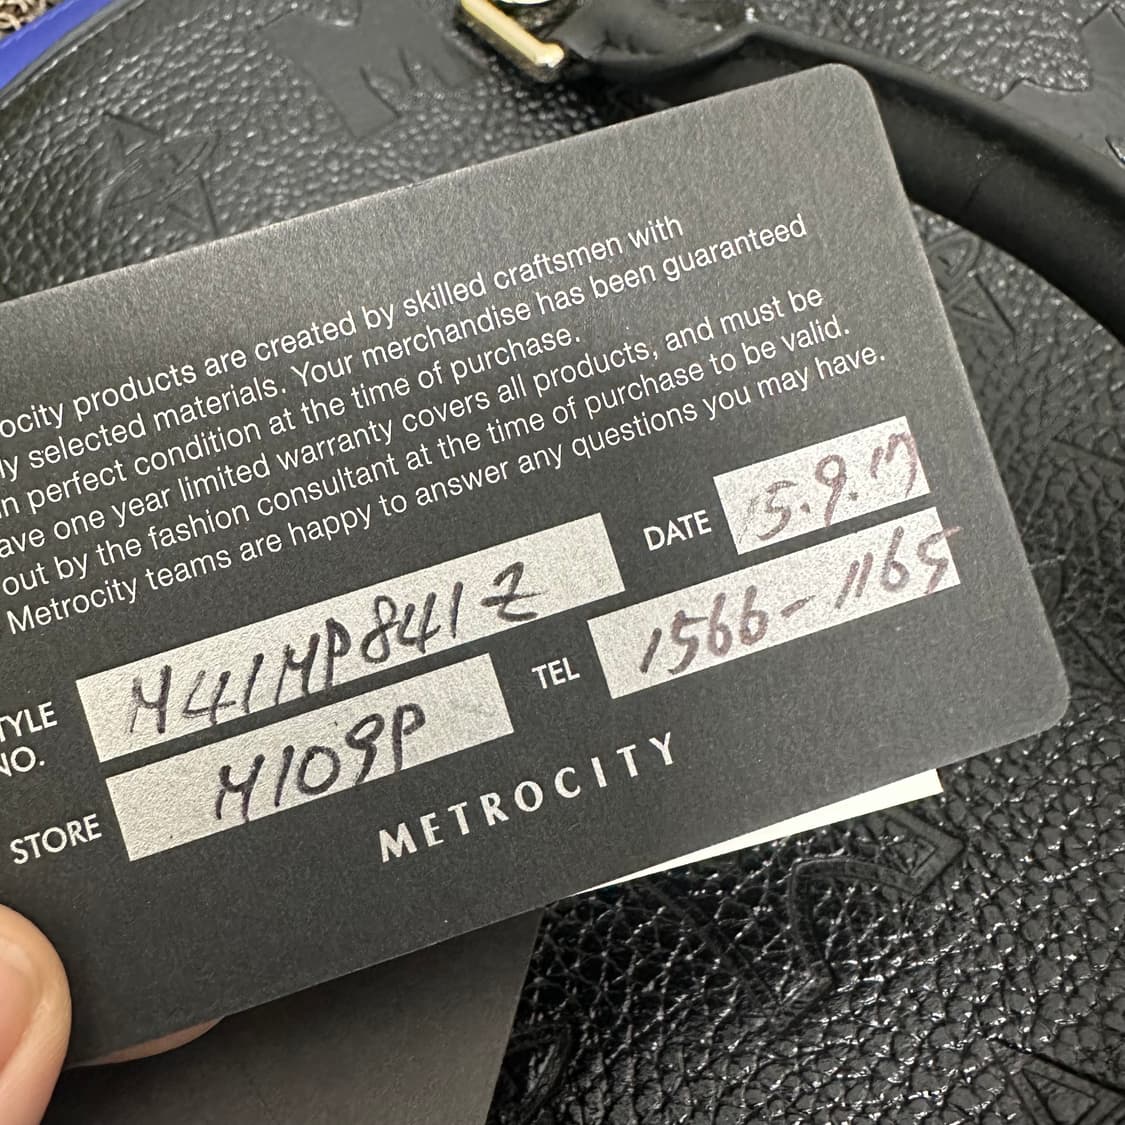 ocity products are created by skilled craftsmen with
ly selected materials. Your merchandise has been guaranteed
n perfect condition at the time of purchase.
ave one year limited warranty covers all products, and must be
out by the fashion consultant at the time of purchase to be valid.
Metrocity teams are happy to answer any questions you may have.
DATE 15.9.17
TYLE NO. M41MP8412
TEL 1566-1165
STORE M109P
METROCITY